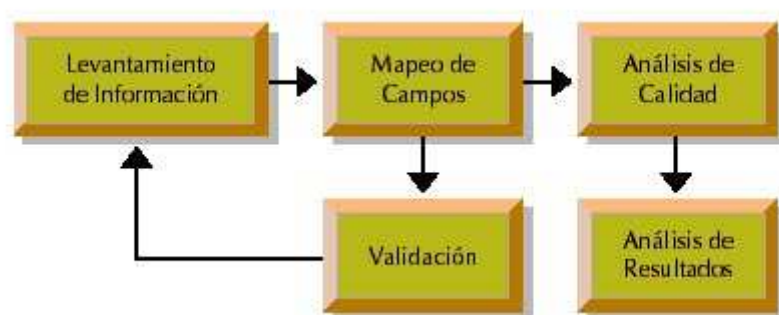 Levantamiento
de Información
Mapeo de
Campos
Análisis de
Calidad
Validación
Análisis de
Resultados